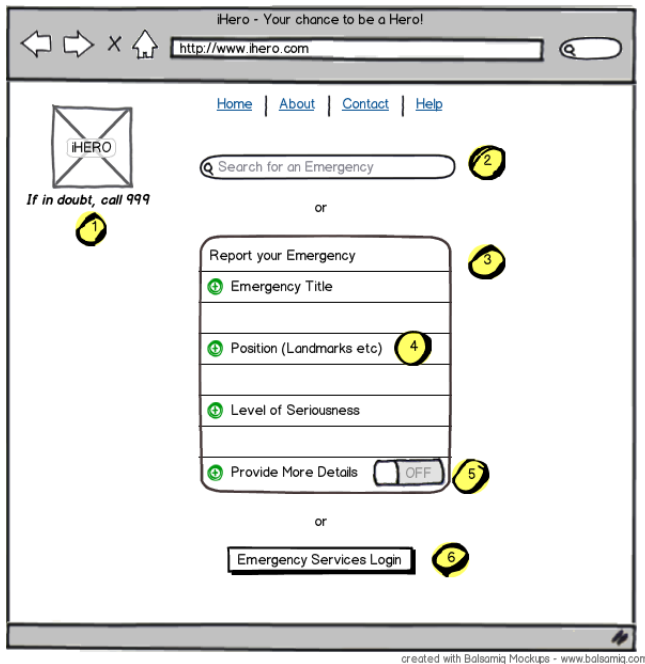 iHero - Your chance to be a Hero!
http://www.ihero.com
Home | About | Contact | Help
iHERO
If in doubt, call 999
1
Search for an Emergency
2
or
Report your Emergency
3
Emergency Title
Position (Landmarks etc)
4
Level of Seriousness
Provide More Details
OFF
5
or
Emergency Services Login
6
created with Balsamiq Mockups - www.balsamiq.com